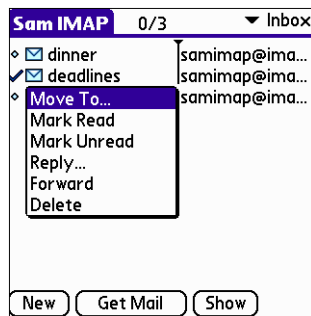 Sam IMAP 0/3 Inbox
dinner samimap@ima...
deadlines samimap@ima...
samimap@ima...
Move To...
Mark Read
Mark Unread
Reply...
Forward
Delete
New Get Mail Show